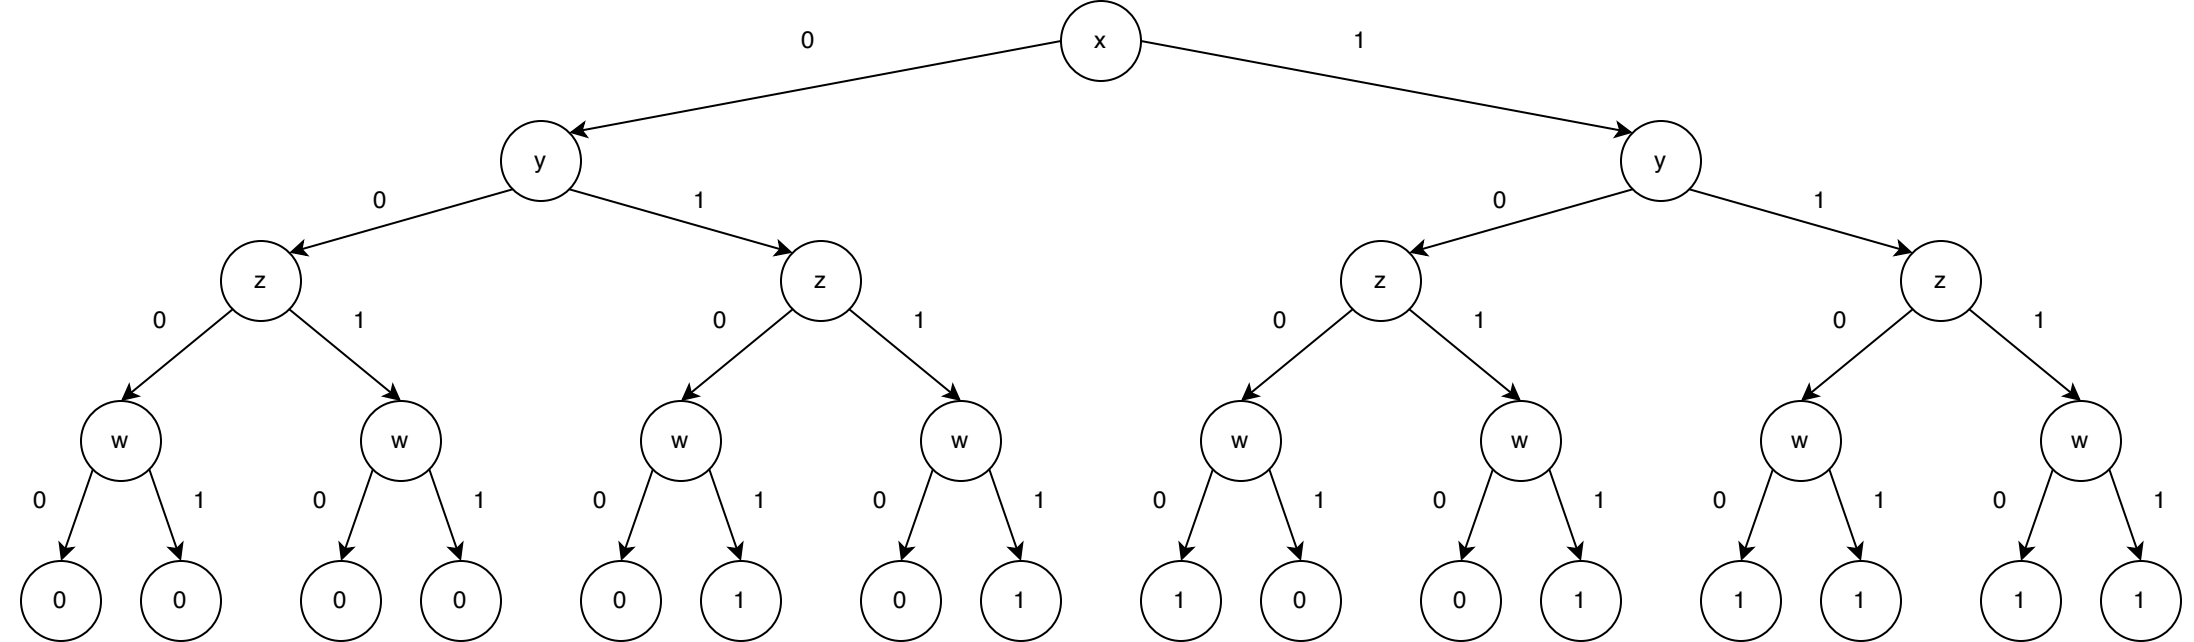 0 x 1
y y
0 1 0 1
z z z z
0 1 0 1 0 1 0 1
w w w w w w w w
0 1 0 1 0 1 0 1 0 1 0 1 0 1 0 1
0 0 0 0 0 1 0 1 1 0 0 1 1 1 1 1